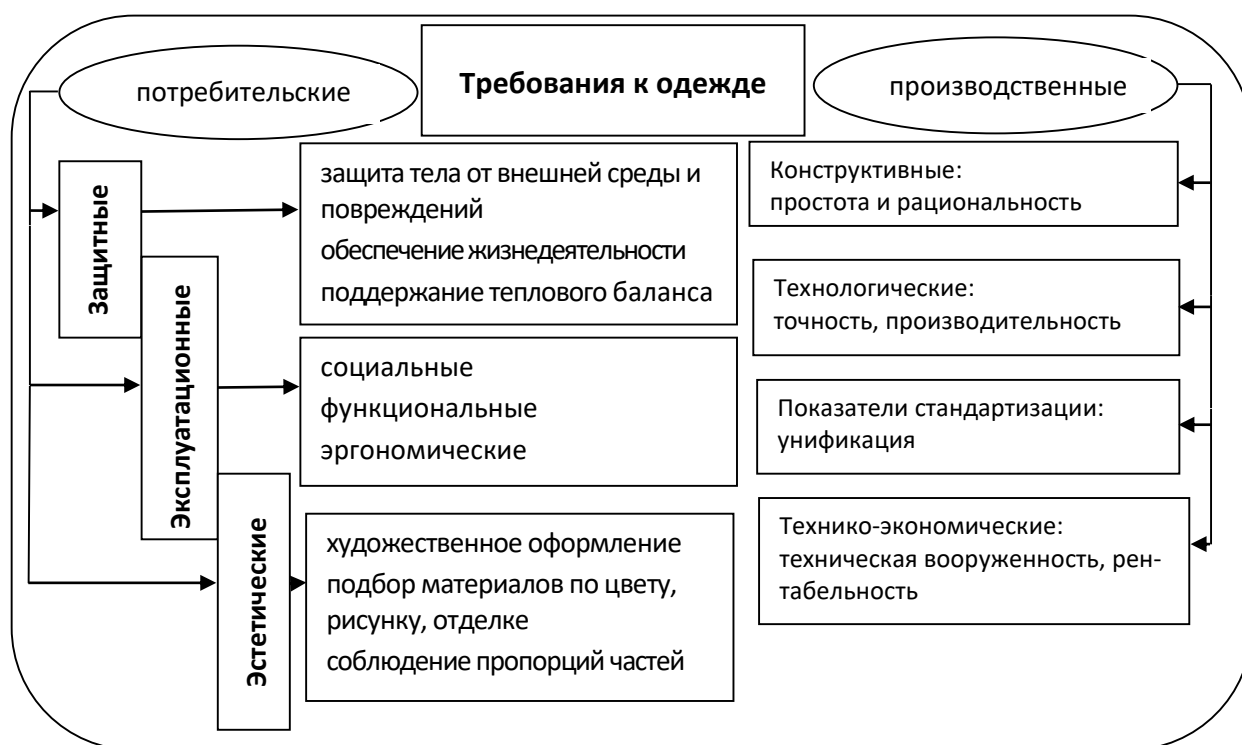 Требования к одежде
потребительские
производственные
Защитные
защита тела от внешней среды и
повреждений
обеспечение жизнедеятельности
поддержание теплового баланса
Эксплуатационные
социальные
функциональные
эргономические
Эстетические
художественное оформление
подбор материалов по цвету,
рисунку, отделке
соблюдение пропорций частей
Конструктивные:
простота и рациональность
Технологические:
точность, производительность
Показатели стандартизации:
унификация
Технико-экономические:
техническая вооруженность, рен-
табельность